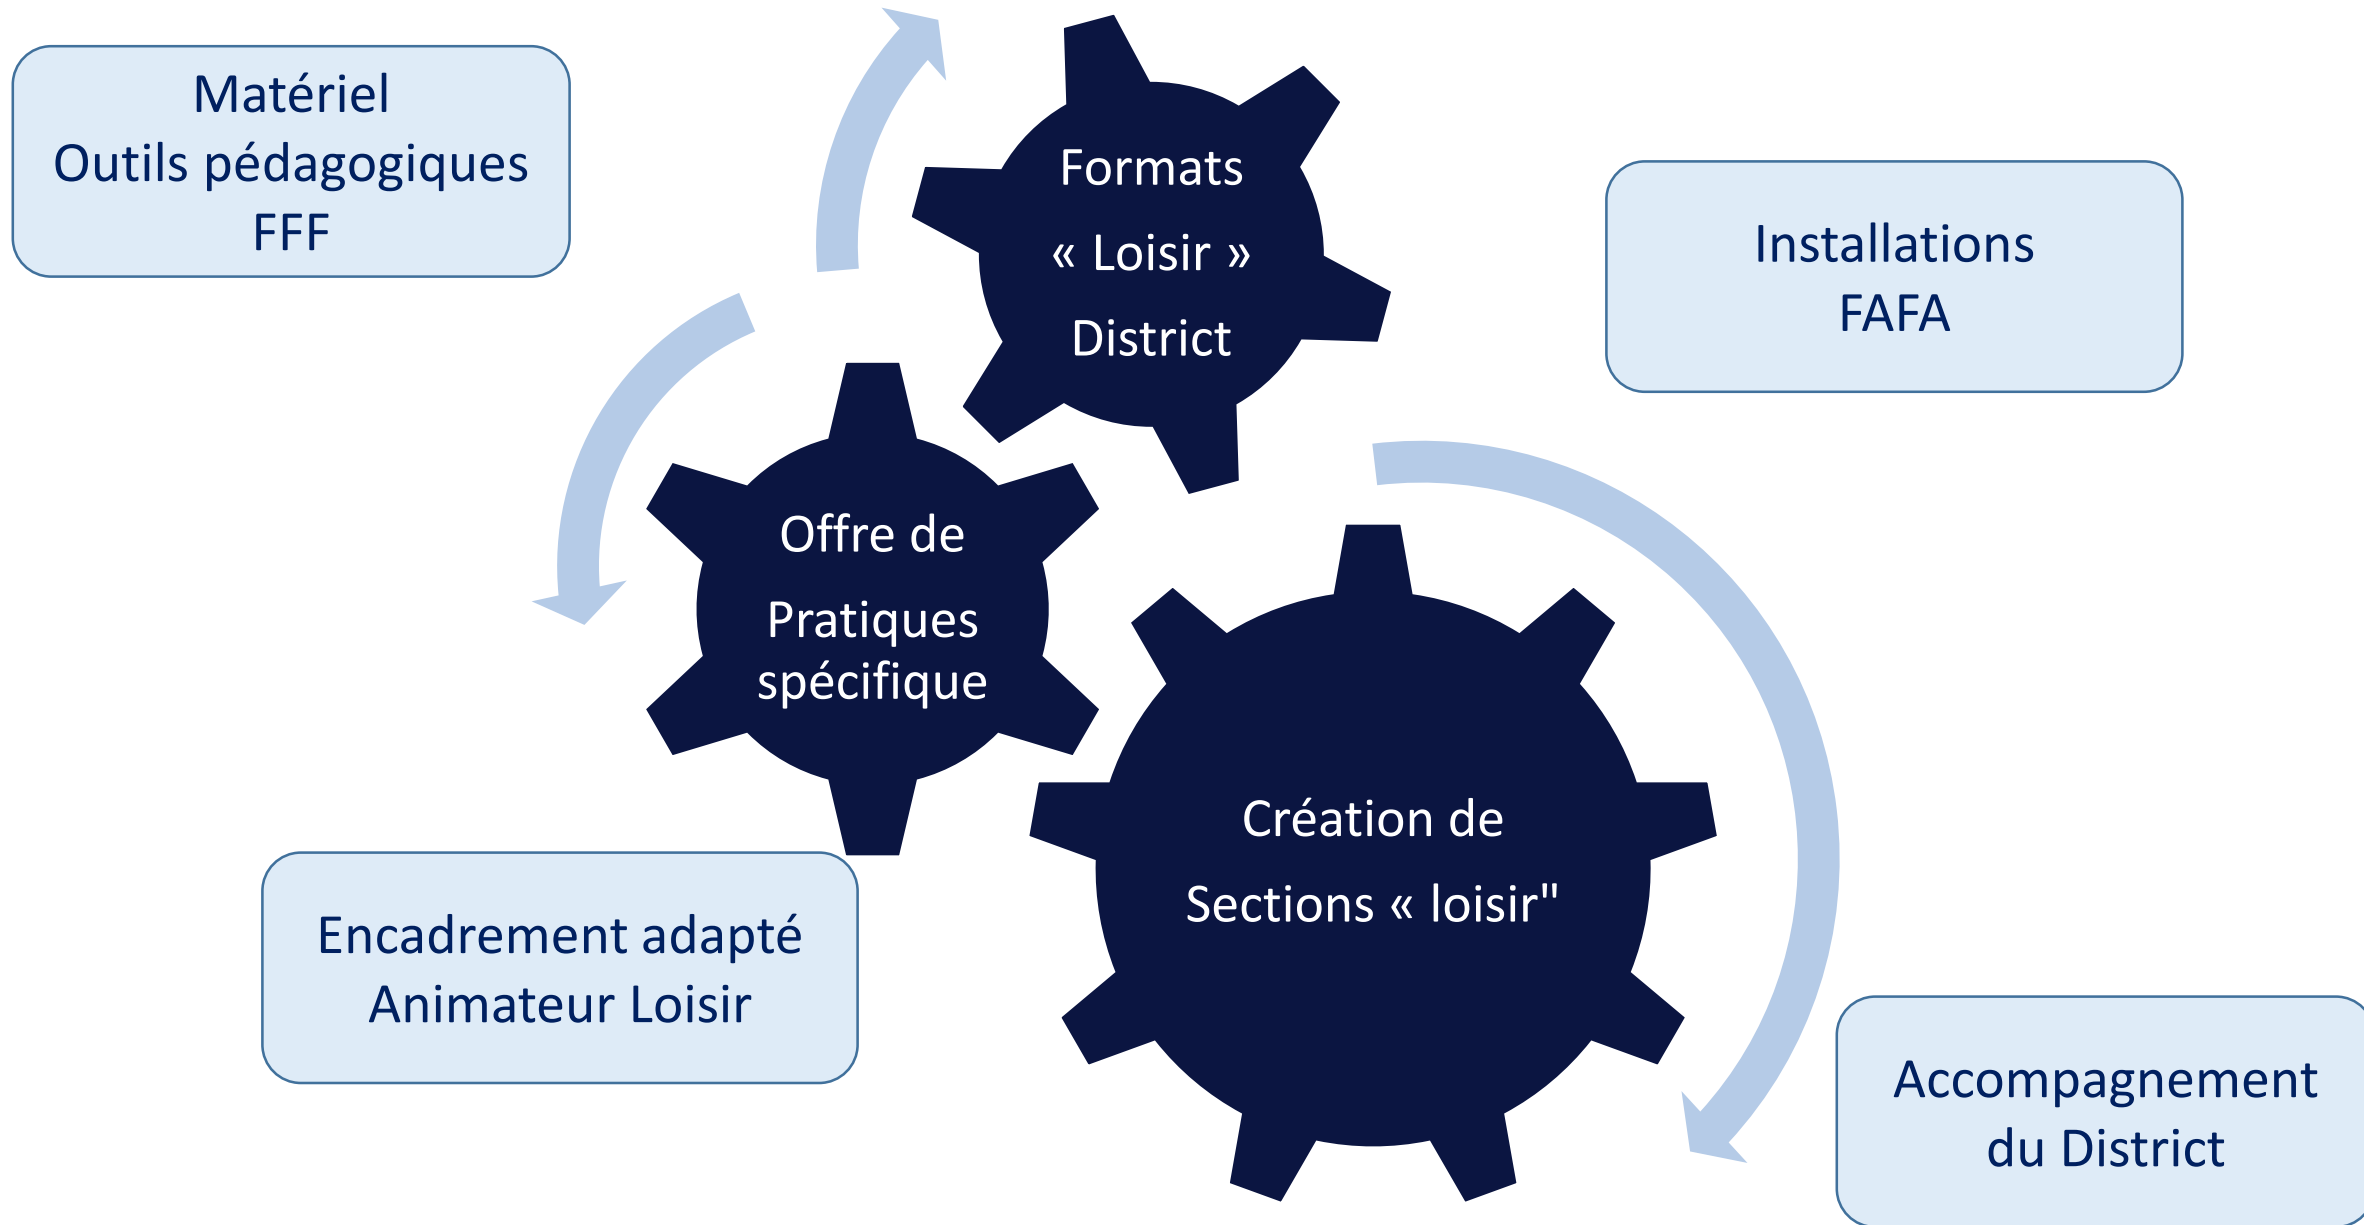 Matériel
Outils pédagogiques
FFF
Formats
« Loisir »
District
Installations
FAFA
Offre de
Pratiques
spécifique
Création de
Sections « loisir"
Encadrement adapté
Animateur Loisir
Accompagnement
du District